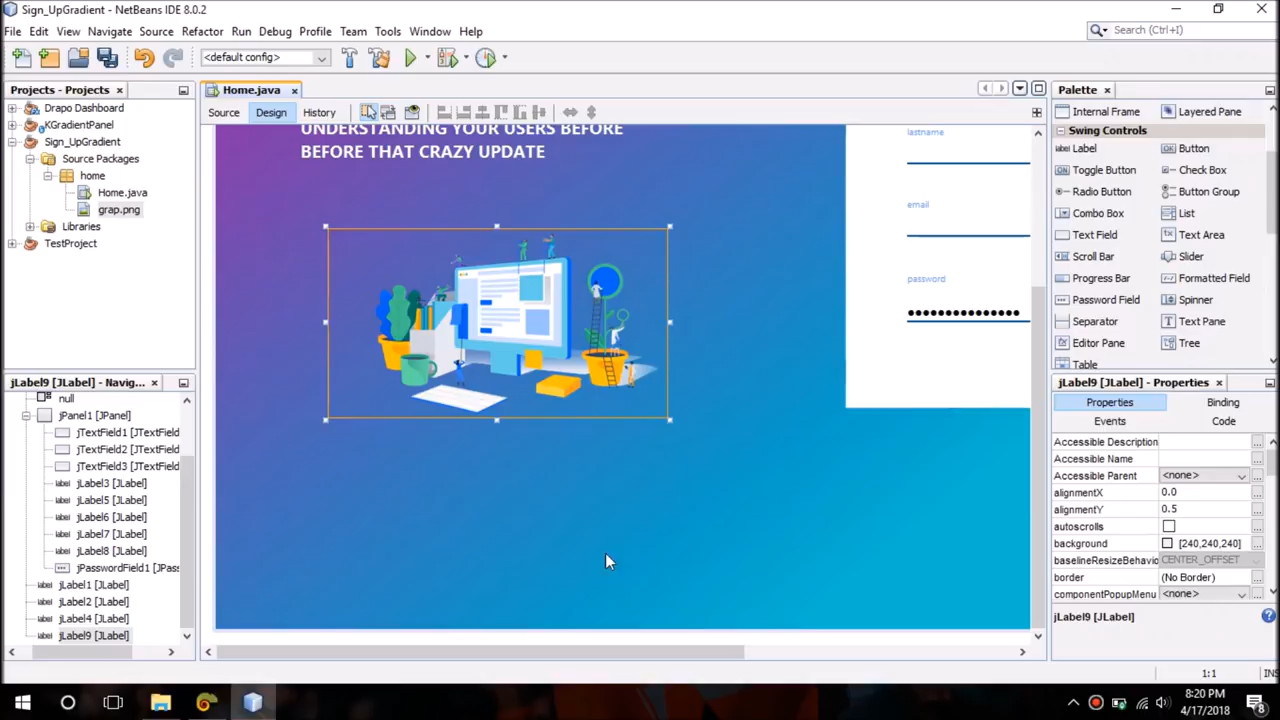 Sign_UpGradient - NetBeans IDE 8.0.2
File Edit View Navigate Source Refactor Run Debug Profile Team Tools Window Help
Search (Ctrl+I)
<default config>
Projects - Projects
Drapo Dashboard
KGradientPanel
Sign_UpGradient
Source Packages
home
Home.java
grap.png
Libraries
TestProject
jLabel9 [JLabel] - Navig...
null
jPanel1 [JPanel]
jTextField1 [JTextField
jTextField2 [JTextField
jTextField3 [JTextField
jLabel3 [JLabel]
jLabel5 [JLabel]
jLabel6 [JLabel]
jLabel7 [JLabel]
jLabel8 [JLabel]
jPasswordField1 [JPass
jLabel1 [JLabel]
jLabel2 [JLabel]
jLabel4 [JLabel]
jLabel9 [JLabel]
Home.java
Source Design History
UNDERSTANDING YOUR USERS BEFORE
BEFORE THAT CRAZY UPDATE
lastname
email
password
Palette
Internal Frame Layered Pane
Swing Controls
Label Button
Toggle Button Check Box
Radio Button Button Group
Combo Box List
Text Field Text Area
Scroll Bar Slider
Progress Bar Formatted Field
Password Field Spinner
Separator Text Pane
Editor Pane Tree
Table
jLabel9 [JLabel] - Properties
Properties Binding
Events Code
Accessible Description
Accessible Name
Accessible Parent <none>
alignmentX 0.0
alignmentY 0.5
autoscrolls
background [240,240,240]
baselineResizeBehavio CENTER_OFFSET
border (No Border)
componentPopupMenu <none>
jLabel9 [JLabel]
1:1 INS
8:20 PM
4/17/2018
8